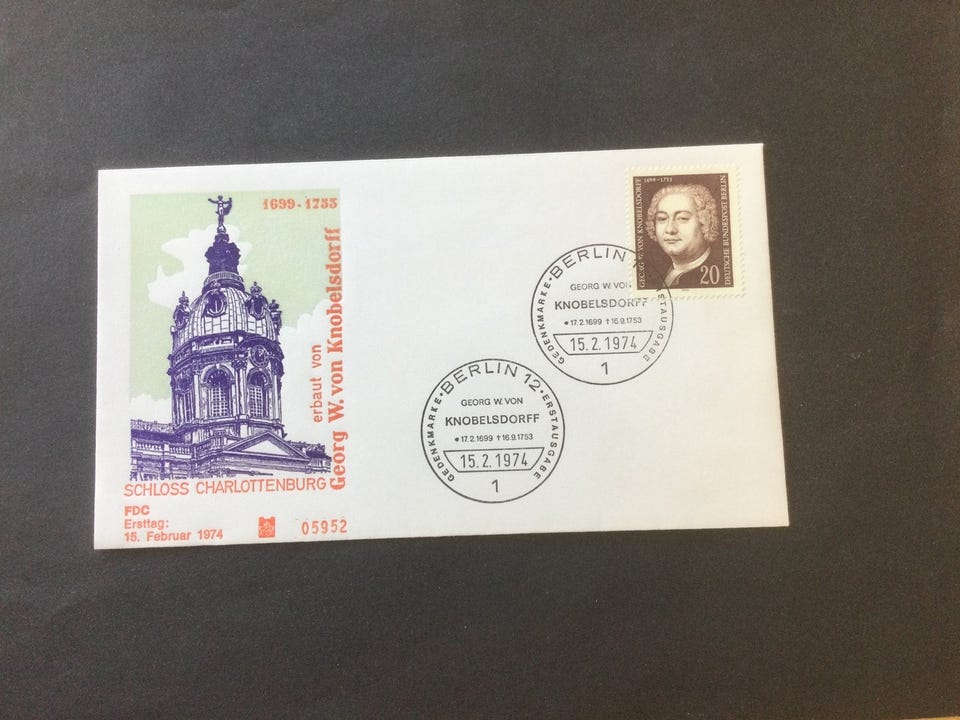 1699-1753
erbaut von
Georg W. von Knobelsdorff
SCHLOSS CHARLOTTENBURG
FDC
Ersttag:
15. Februar 1974
05952
BERLIN 12
GEDENKMARKE · ERSTAUSGABE
GEORG W. VON
KNOBELSDORFF
*17.2.1699 †16.9.1753
15.2.1974
1
BERLIN
GEDENKMARKE ERSTAUSGABE
GEORG W. VON
KNOBELSDORFF
*17.2.1699 †16.9.1753
15.2.1974
1
1699-1753
GEORG W. VON KNOBELSDORFF
20
DEUTSCHE BUNDESPOST BERLIN